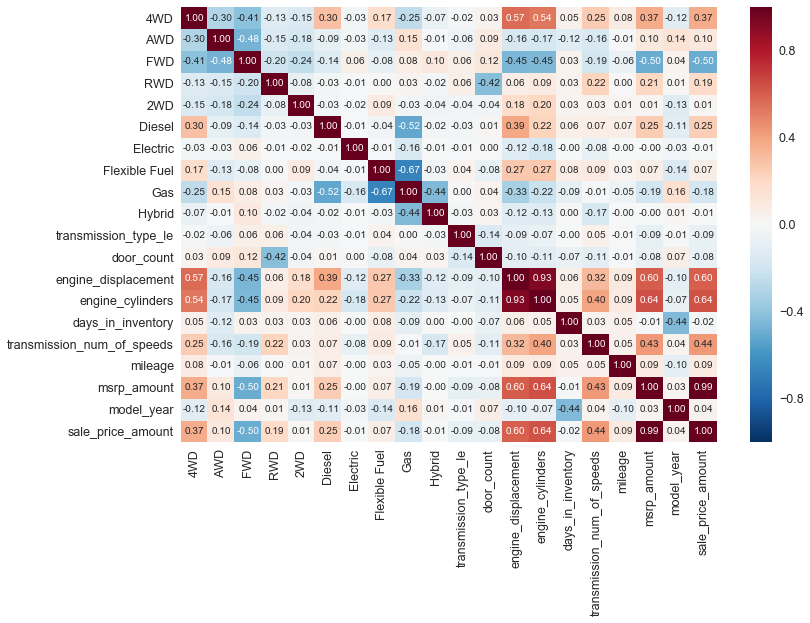 4WD 1.00 -0.30 -0.41 -0.13 -0.15 0.30 -0.03 0.17 -0.25 -0.07 -0.02 0.03 0.57 0.54 0.05 0.25 0.08 0.37 -0.12 0.37
AWD -0.30 1.00 -0.48 -0.15 -0.18 -0.09 -0.03 -0.13 0.15 -0.01 -0.06 0.09 -0.16 -0.17 -0.12 -0.16 -0.01 0.10 0.14 0.10
FWD -0.41 -0.48 1.00 -0.20 -0.24 -0.14 0.06 -0.08 0.08 0.10 0.06 0.12 -0.45 -0.45 0.03 -0.19 -0.06 -0.50 0.04 -0.50
RWD -0.13 -0.15 -0.20 1.00 -0.08 -0.03 -0.01 0.00 0.03 -0.02 0.06 -0.42 0.06 0.09 0.03 0.22 0.00 0.21 0.01 0.19
2WD -0.15 -0.18 -0.24 -0.08 1.00 -0.03 -0.02 0.09 -0.03 -0.04 -0.04 -0.04 0.18 0.20 0.03 0.03 0.01 0.01 -0.13 0.01
Diesel 0.30 -0.09 -0.14 -0.03 -0.03 1.00 -0.01 -0.04 -0.52 -0.02 -0.03 0.01 0.39 0.22 0.06 0.07 0.07 0.25 -0.11 0.25
Electric -0.03 -0.03 0.06 -0.01 -0.02 -0.01 1.00 -0.01 -0.16 -0.01 -0.01 0.00 -0.12 -0.18 -0.00 -0.08 -0.00 -0.00 -0.03 -0.01
Flexible Fuel 0.17 -0.13 -0.08 0.00 0.09 -0.04 -0.01 1.00 -0.67 -0.03 0.04 -0.08 0.27 0.27 0.08 0.09 0.03 0.07 -0.14 0.07
Gas -0.25 0.15 0.08 0.03 -0.03 -0.52 -0.16 -0.67 1.00 -0.44 0.00 0.04 -0.33 -0.22 -0.09 -0.01 -0.05 -0.19 0.16 -0.18
Hybrid -0.07 -0.01 0.10 -0.02 -0.04 -0.02 -0.01 -0.03 -0.44 1.00 -0.03 0.03 -0.12 -0.13 0.00 -0.17 -0.00 -0.00 0.01 -0.01
transmission_type_le -0.02 -0.06 0.06 0.06 -0.04 -0.03 -0.01 0.04 0.00 -0.03 1.00 -0.14 -0.09 -0.07 -0.00 0.05 -0.01 -0.09 -0.01 -0.09
door_count 0.03 0.09 0.12 -0.42 -0.04 0.01 0.00 -0.08 0.04 0.03 -0.14 1.00 -0.10 -0.11 -0.07 -0.11 -0.01 -0.08 0.07 -0.08
engine_displacement 0.57 -0.16 -0.45 0.06 0.18 0.39 -0.12 0.27 -0.33 -0.12 -0.09 -0.10 1.00 0.93 0.06 0.32 0.09 0.60 -0.10 0.60
engine_cylinders 0.54 -0.17 -0.45 0.09 0.20 0.22 -0.18 0.27 -0.22 -0.13 -0.07 -0.11 0.93 1.00 0.05 0.40 0.09 0.64 -0.07 0.64
days_in_inventory 0.05 -0.12 0.03 0.03 0.03 0.06 -0.00 0.08 -0.09 0.00 -0.00 -0.07 0.06 0.05 1.00 0.03 0.05 -0.01 -0.44 -0.02
transmission_num_of_speeds 0.25 -0.16 -0.19 0.22 0.03 0.07 -0.08 0.09 -0.01 -0.17 0.05 -0.11 0.32 0.40 0.03 1.00 0.05 0.43 0.04 0.44
mileage 0.08 -0.01 -0.06 0.00 0.01 0.07 -0.00 0.03 -0.05 -0.00 -0.01 -0.01 0.09 0.09 0.05 0.05 1.00 0.09 -0.10 0.09
msrp_amount 0.37 0.10 -0.50 0.21 0.01 0.25 -0.00 0.07 -0.19 -0.00 -0.09 -0.08 0.60 0.64 -0.01 0.43 0.09 1.00 0.03 0.99
model_year -0.12 0.14 0.04 0.01 -0.13 -0.11 -0.03 -0.14 0.16 0.01 -0.01 0.07 -0.10 -0.07 -0.44 0.04 -0.10 0.03 1.00 0.04
sale_price_amount 0.37 0.10 -0.50 0.19 0.01 0.25 -0.01 0.07 -0.18 -0.01 -0.09 -0.08 0.60 0.64 -0.02 0.44 0.09 0.99 0.04 1.00
4WD
AWD
FWD
RWD
2WD
Diesel
Electric
Flexible Fuel
Gas
Hybrid
transmission_type_le
door_count
engine_displacement
engine_cylinders
days_in_inventory
transmission_num_of_speeds
mileage
msrp_amount
model_year
sale_price_amount
0.8
0.4
0.0
−0.4
−0.8